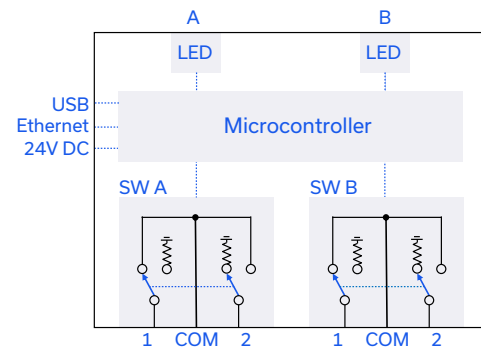 A B
LED LED
USB
Ethernet
24V DC
Microcontroller
SW A SW B
1 COM 2 1 COM 2